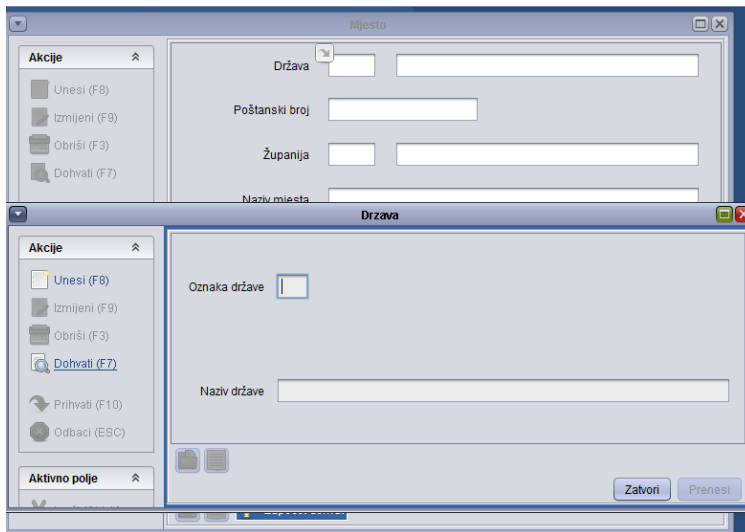 Mjesto
Akcije
Država
Unesi (F8)
Poštanski broj
Izmijeni (F9)
Obriši (F3)
Županija
Dohvati (F7)
Naziv mjesta
Drzava
Akcije
Unesi (F8)
Oznaka države
Izmijeni (F9)
Obriši (F3)
Dohvati (F7)
Naziv države
Prihvati (F10)
Odbaci (ESC)
Aktivno polje
Zatvori
Prenesi